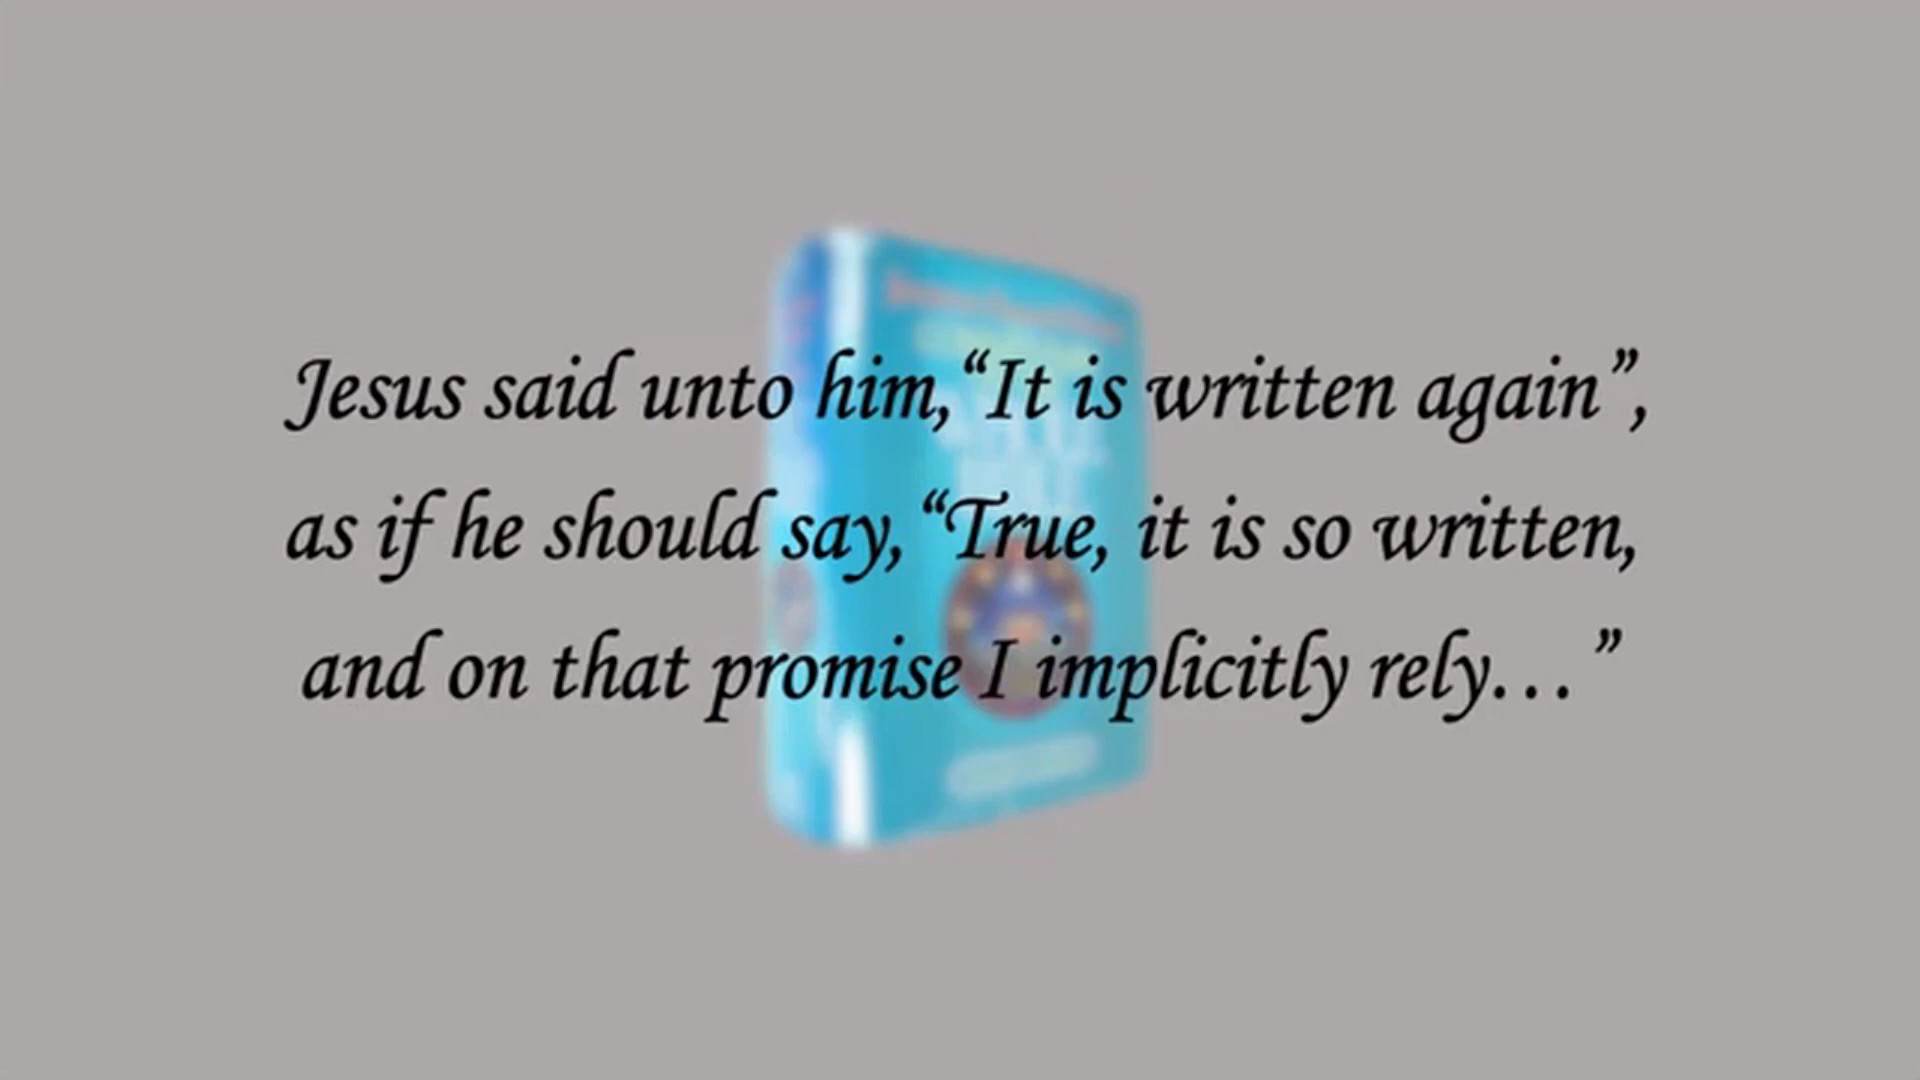 Jesus said unto him, “It is written again”,
as if he should say, “True, it is so written,
and on that promise I implicitly rely…”